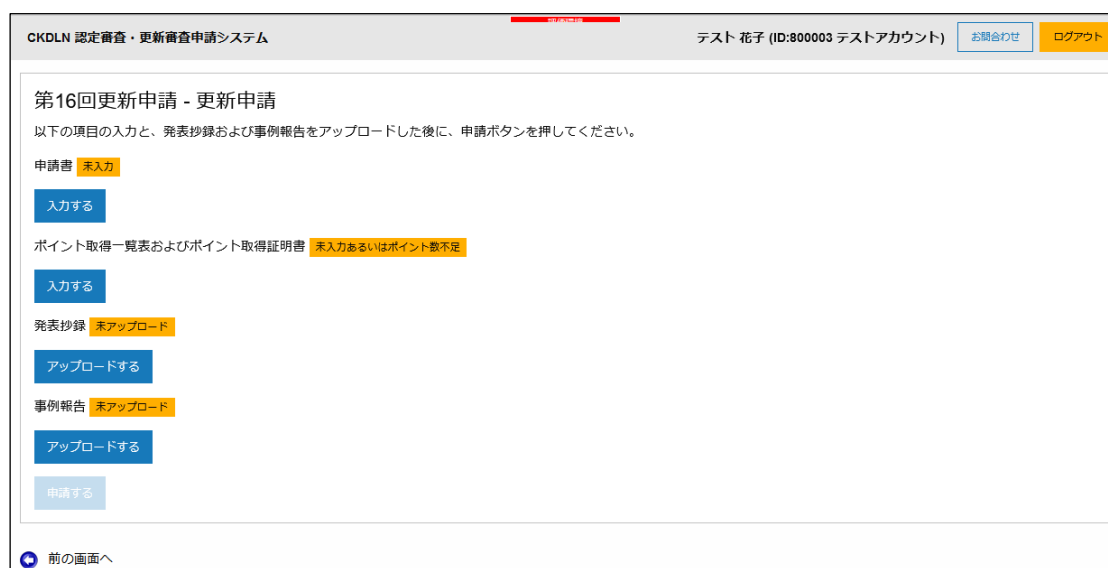 CKDLN 認定審査・更新審査申請システム
テスト 花子 (ID:800003 テストアカウント)
お問合わせ
ログアウト
第16回更新申請 - 更新申請
以下の項目の入力と、発表抄録および事例報告をアップロードした後に、申請ボタンを押してください。
申請書 未入力
入力する
ポイント取得一覧表およびポイント取得証明書 未入力あるいはポイント数不足
入力する
発表抄録 未アップロード
アップロードする
事例報告 未アップロード
アップロードする
申請する
前の画面へ